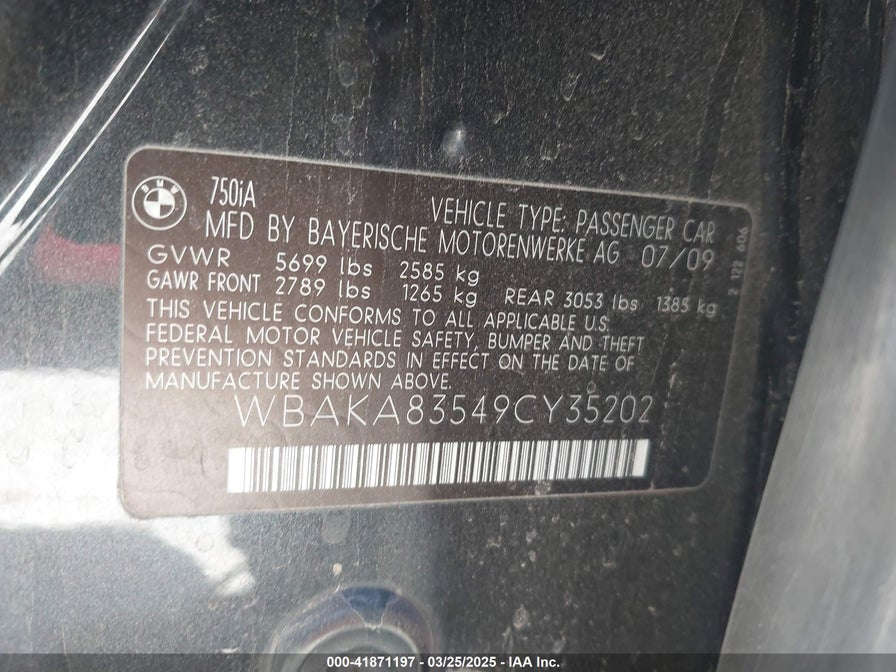 BMW
750iA
VEHICLE TYPE: PASSENGER CAR
MFD BY BAYERISCHE MOTORENWERKE AG 07/09
GVWR 5699 lbs 2585 kg
GAWR FRONT 2789 lbs 1265 kg REAR 3053 lbs 1385 kg
THIS VEHICLE CONFORMS TO ALL APPLICABLE U.S.
FEDERAL MOTOR VEHICLE SAFETY, BUMPER AND THEFT
PREVENTION STANDARDS IN EFFECT ON THE DATE OF
MANUFACTURE SHOWN ABOVE.
WBAKA83549CY35202
2 122 606
000-41871197 - 03/25/2025 - IAA Inc.